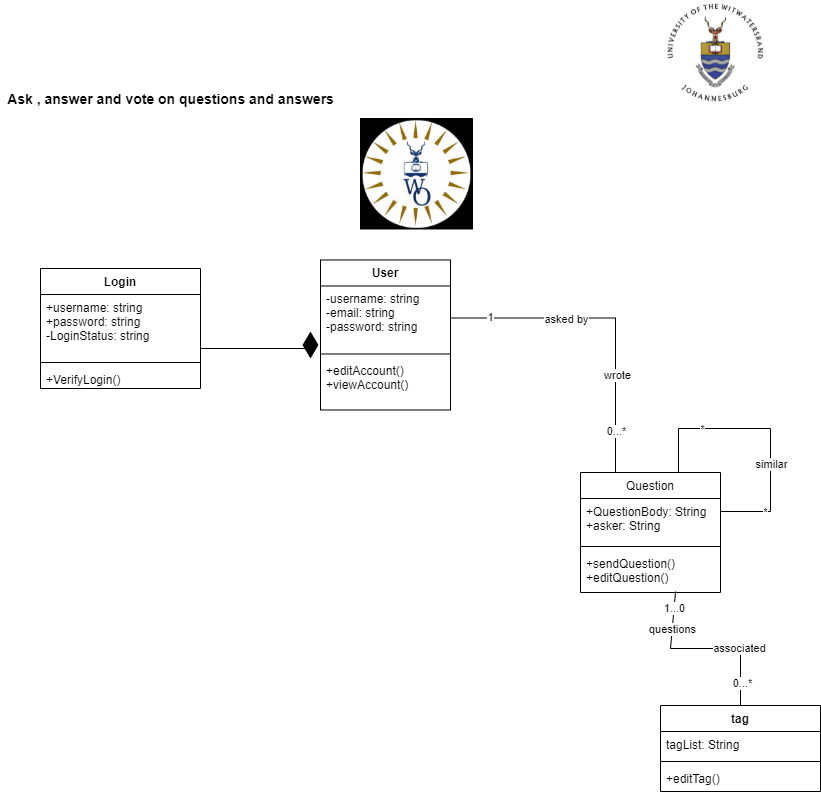 UNIVERSITY OF THE WITWATERSRAND
JOHANNESBURG
Ask , answer and vote on questions and answers
WO
Login
+username: string
+password: string
-LoginStatus: string
+VerifyLogin()
User
-username: string
-email: string
-password: string
+editAccount()
+viewAccount()
1
asked by
wrote
0...*
*
similar
*
Question
+QuestionBody: String
+asker: String
+sendQuestion()
+editQuestion()
1...0
questions
associated
0...*
tag
tagList: String
+editTag()